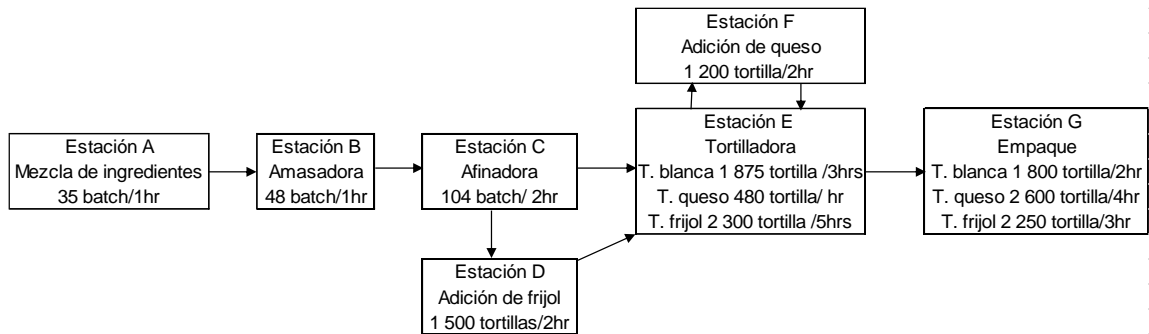 Estación F
Adición de queso
1 200 tortilla/2hr
Estación A
Mezcla de ingredientes
35 batch/1hr
Estación B
Amasadora
48 batch/1hr
Estación C
Afinadora
104 batch/ 2hr
Estación E
Tortilladora
T. blanca 1 875 tortilla /3hrs
T. queso 480 tortilla/ hr
T. frijol 2 300 tortilla /5hrs
Estación G
Empaque
T. blanca 1 800 tortilla/2hr
T. queso 2 600 tortilla/4hr
T. frijol 2 250 tortilla/3hr
Estación D
Adición de frijol
1 500 tortillas/2hr